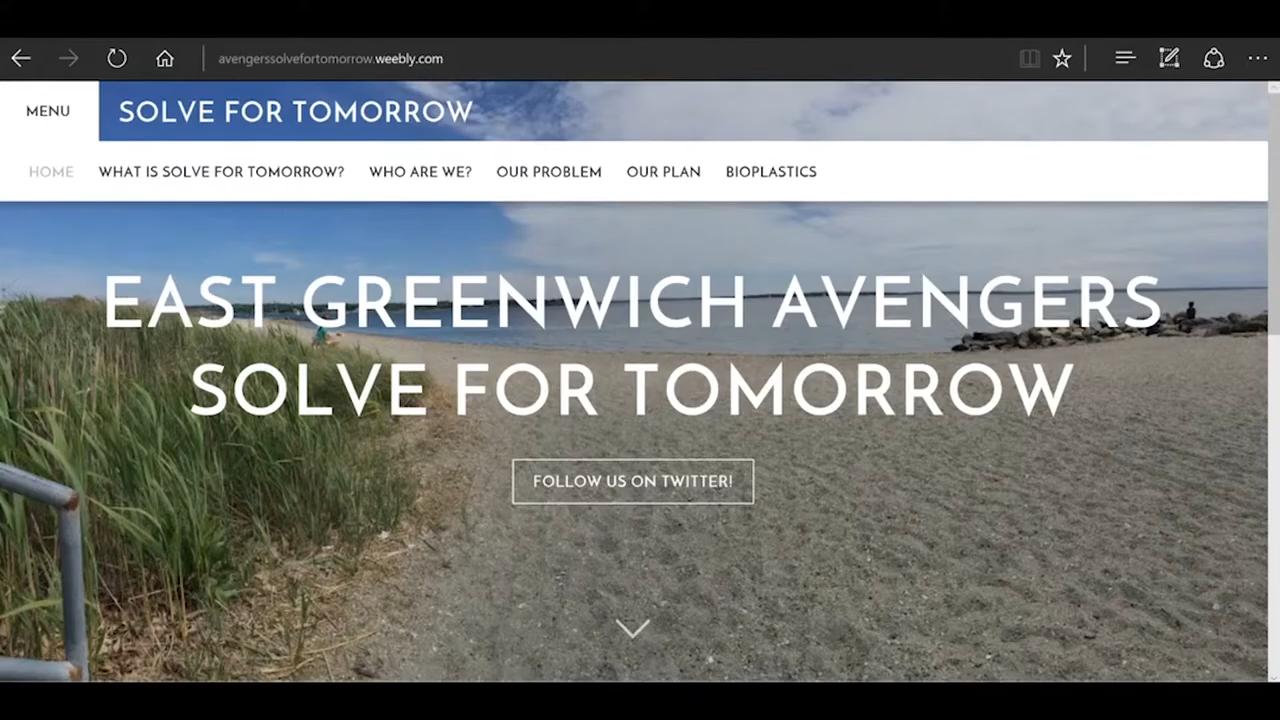 avengerssolvefortomorrow.weebly.com
MENU
SOLVE FOR TOMORROW
HOME WHAT IS SOLVE FOR TOMORROW? WHO ARE WE? OUR PROBLEM OUR PLAN BIOPLASTICS
EAST GREENWICH AVENGERS
SOLVE FOR TOMORROW
FOLLOW US ON TWITTER!